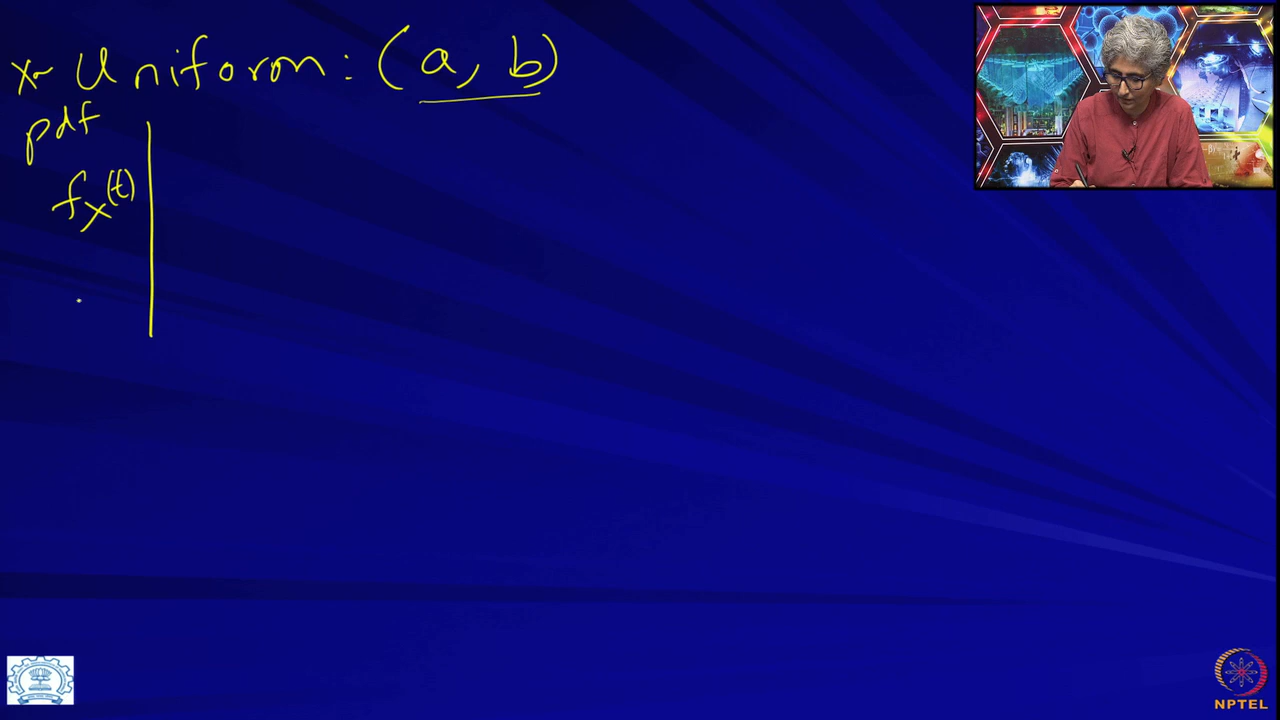 X~ Uniform : (a, b)
pdf
f_X(t)
NPTEL